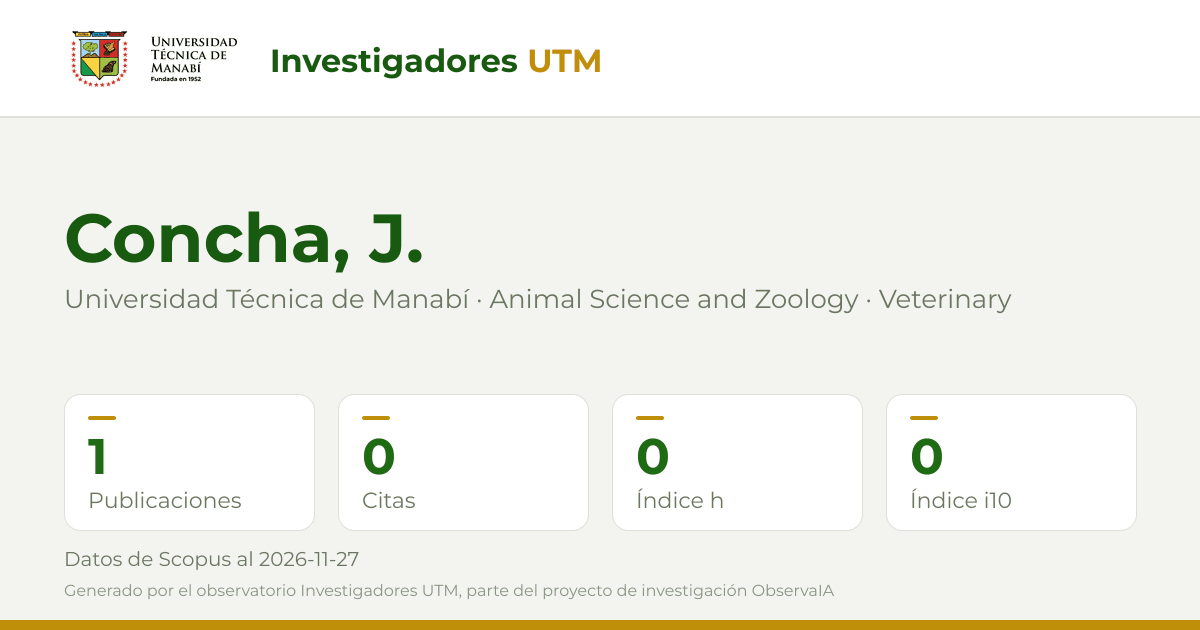 UNIVERSIDAD
TÉCNICA DE
MANABÍ
Fundada en 1952
Investigadores UTM
Concha, J.
Universidad Técnica de Manabí · Animal Science and Zoology · Veterinary
1
Publicaciones
0
Citas
0
Índice h
0
Índice i10
Datos de Scopus al 2026-11-27
Generado por el observatorio Investigadores UTM, parte del proyecto de investigación ObservaIA